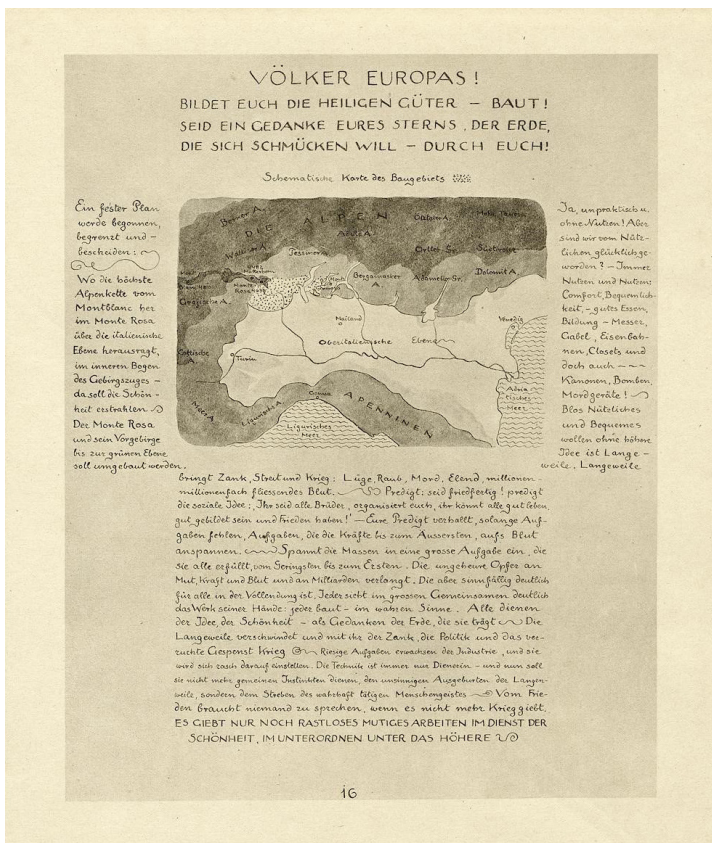 VÖLKER EUROPAS!
BILDET EUCH DIE HEILIGEN GÜTER – BAUT!
SEID EIN GEDANKE EURES STERNS, DER ERDE,
DIE SICH SCHMÜCKEN WILL – DURCH EUCH!
Schematische Karte des Baugebiets
Ein fester Plan
werde begonnen,
begrenzt und –
bescheiden:
Wo die höchste
Alpenkette vom
Montblanc her
im Monte Rosa
über die italienische
Ebene herausragt,
im inneren Bogen
des Gebirgszuges –
da soll die Schön-
heit erstrahlen
Der Monte Rosa
und sein Vorgebirge
bis zur grünen Ebene
soll umgebaut werden.
Berner A.
DIE ALPEN
Walliser A.
Tessiner A.
Ortler Gr.
Südtiroler
Dolomit A.
Bergamasker
A.
Adamello Gr.
Monte
Rosa
Grajische A.
Mailand
Venedig
Oberitalienische Ebene
Cottische
A.
Turin
Adria
tisches
Meer
Meer A.
Ligurische A.
Genua
APENNINEN
Ligurisches
Meer
Ja, unpraktisch u.
ohne Nutzen! Aber
sind wir vom Nütz-
lichen glücklich ge-
worden? – Immer
Nutzen und Nutzen:
Comfort, Bequemlich-
keit, – gutes Essen,
Bildung – Messer,
Gabel, Eisenbah-
nen, Closets und
doch auch –
Kanonen, Bomben,
Mordgeräte!
Blos Nützliches
und Bequemes
wollen ohne höhere
Idee ist Lange-
weile. Langeweile
bringt Zank, Streit und Krieg: Lüge, Raub, Mord, Elend, millionen-
millionenfach fliessendes Blut. Predigt: seid friedfertig! predigt
die soziale Idee: „Ihr seid alle Brüder, organisiert euch, ihr könnt alle gut leben,
gut gebildet sein und Frieden haben!" – Eure Predigt verhallt, solange Auf-
gaben fehlen, Aufgaben, die die Kräfte bis zum Äussersten, aufs Blut
anspannen. Spannt die Massen in eine grosse Aufgabe ein, die
sie alle erfüllt, vom Geringsten bis zum Ersten. Die ungeheure Opfer an
Mut, Kraft und Blut und an Milliarden verlangt. Die aber sinnfällig deutlich
für alle in der Vollendung ist. Jeder sieht im grossen Gemeinsamen deutlich
das Werk seiner Hände: jeder baut – im wahren Sinne. Alle dienen
der Idee, der Schönheit – als Gedanken der Erde, die sie trägt Die
Langeweile verschwindet und mit ihr der Zank, die Politik und das ver-
ruchte Gespenst Krieg Riesige Aufgaben erwachsen der Industrie, und sie
wird sich rasch darauf einstellen. Die Technik ist immer nur Dienerin – und nun soll
sie nicht mehr gemeinen Instinkten dienen, den unsinnigen Ausgeburten der Lange-
weile, sondern dem Streben des wahrhaft tätigen Menschengeistes Vom Frie-
den braucht niemand zu sprechen, wenn es nicht mehr Krieg giebt.
ES GIEBT NUR NOCH RASTLOSES MUTIGES ARBEITEN IM DIENST DER
SCHÖNHEIT, IM UNTERORDNEN UNTER DAS HÖHERE
16